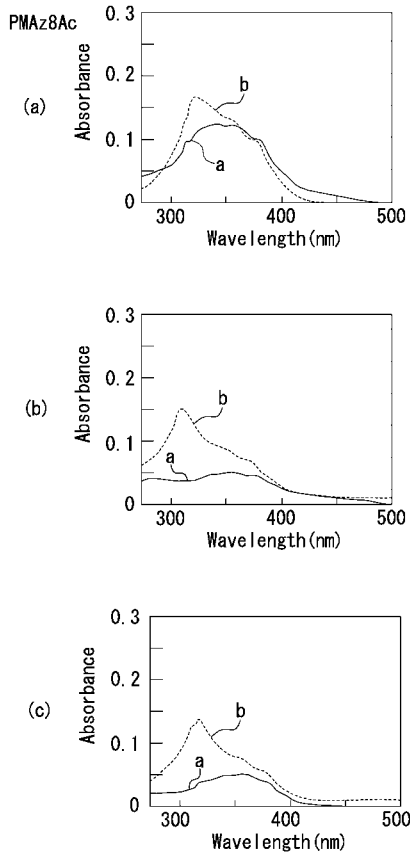 PMAz8Ac
(a)
Absorbance
0.3
0.2
0.1
0
b
a
300
400
500
Wavelength(nm)
(b)
Absorbance
0.3
0.2
0.1
0
b
a
300
400
500
Wavelength(nm)
(c)
Absorbance
0.3
0.2
0.1
0
b
a
300
400
500
Wavelength(nm)